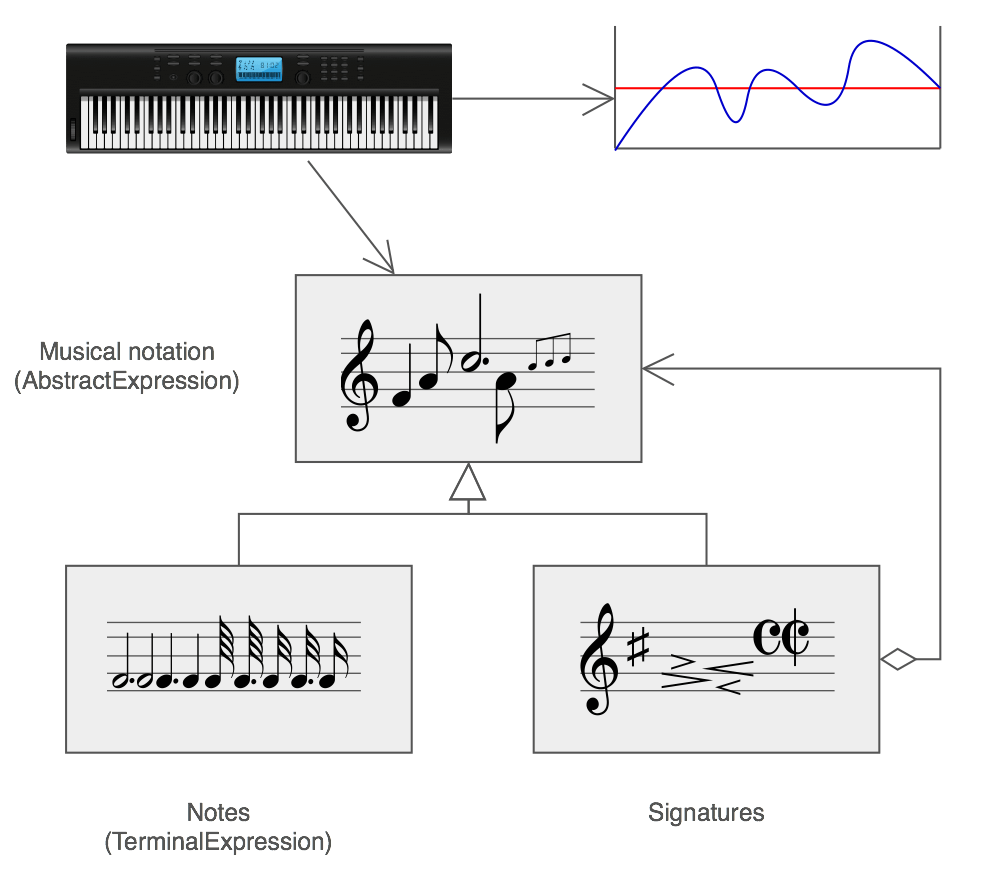 Musical notation
(AbstractExpression)
Notes
(TerminalExpression)
Signatures